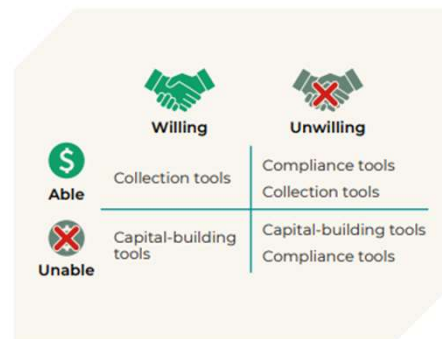 Willing
Unwilling
$
Able
Collection tools
Compliance tools
Collection tools
Unable
Capital-building
tools
Capital-building tools
Compliance tools